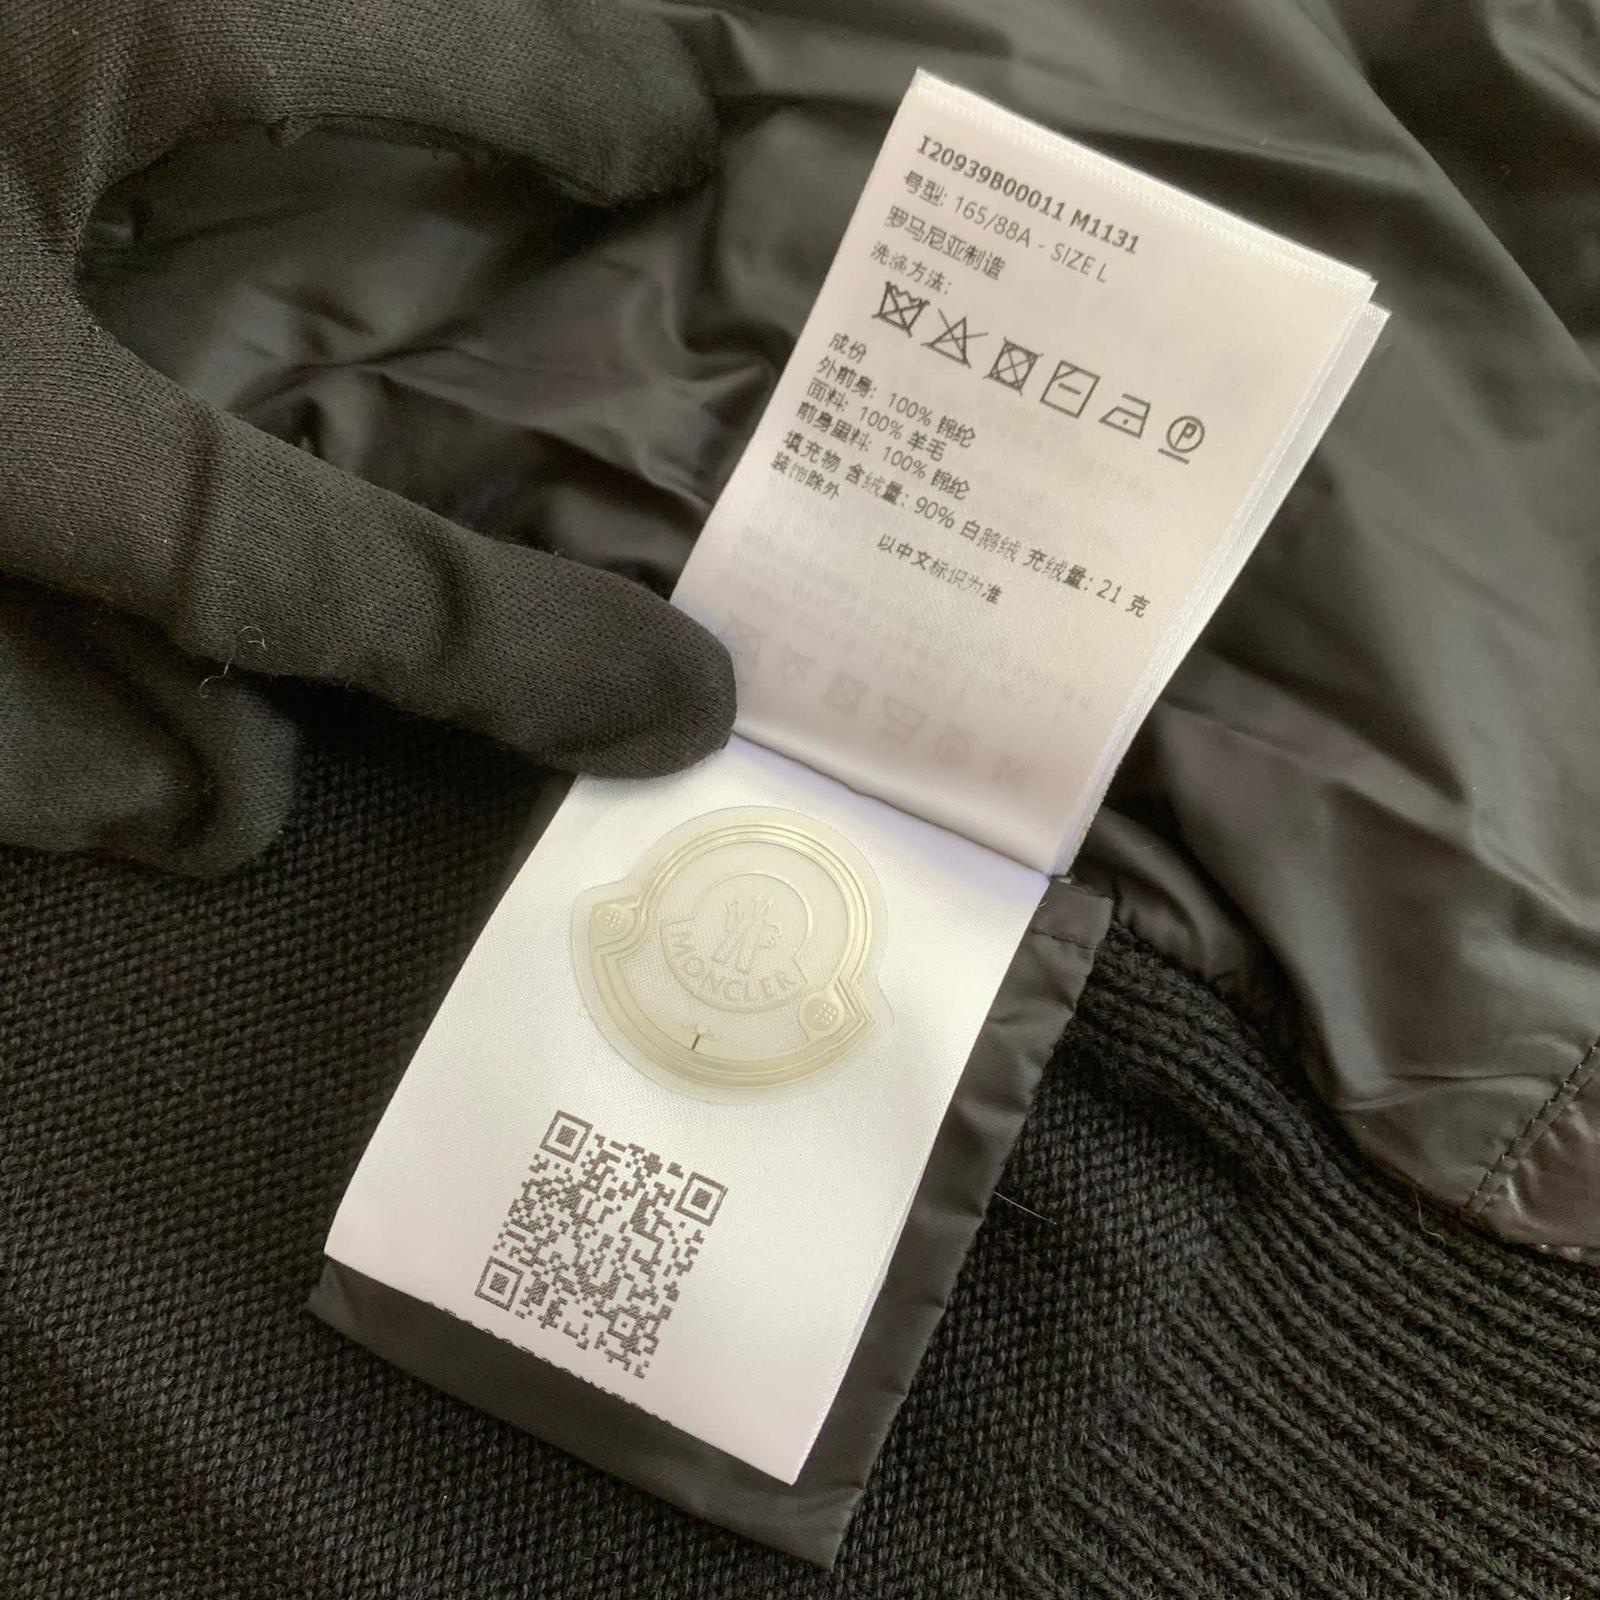 I20939B00011 M1131
号型: 165/88A - SIZE L
罗马尼亚制造
洗涤方法:
成份
外前身: 100% 锦纶
面料: 100% 羊毛
前身里料: 100% 锦纶
填充物 含绒量: 90% 白鹅绒 充绒量: 21 克
装饰除外
以中文标识为准
MONCLER